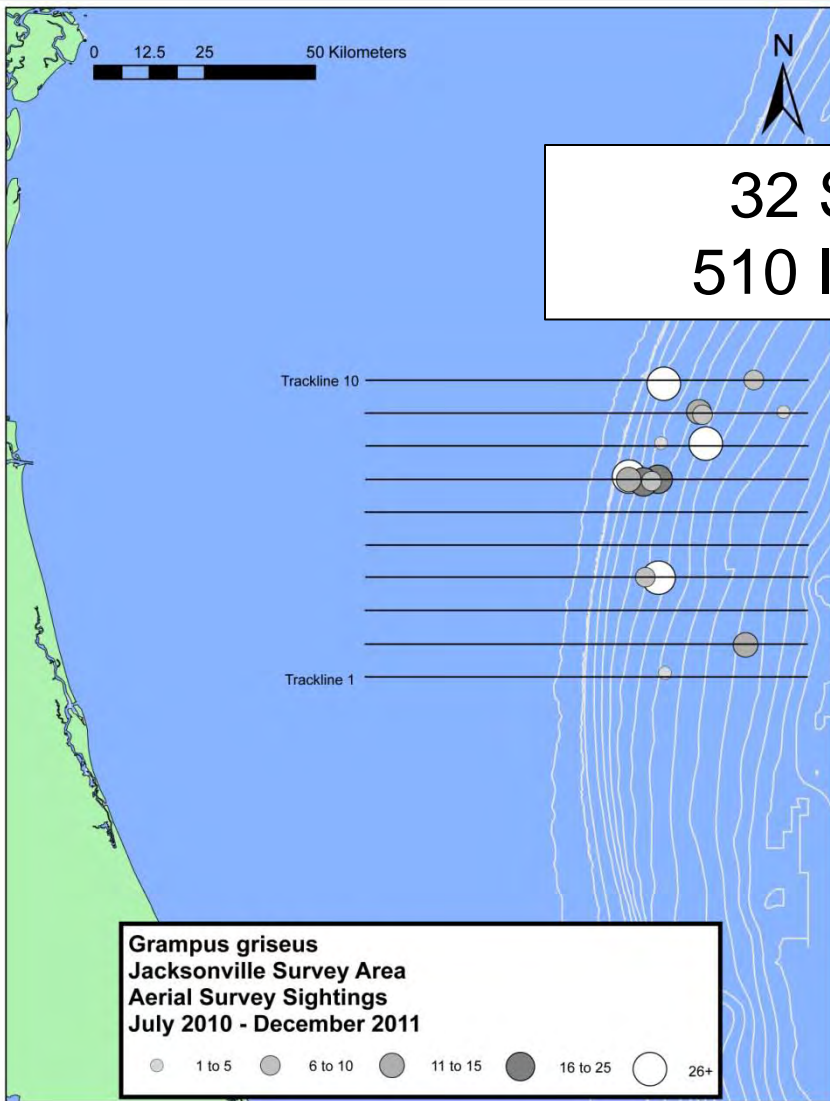 0 12.5 25 50 Kilometers
N
32
510
Trackline 10
Trackline 1
Grampus griseus
Jacksonville Survey Area
Aerial Survey Sightings
July 2010 - December 2011
1 to 5 6 to 10 11 to 15 16 to 25 26+